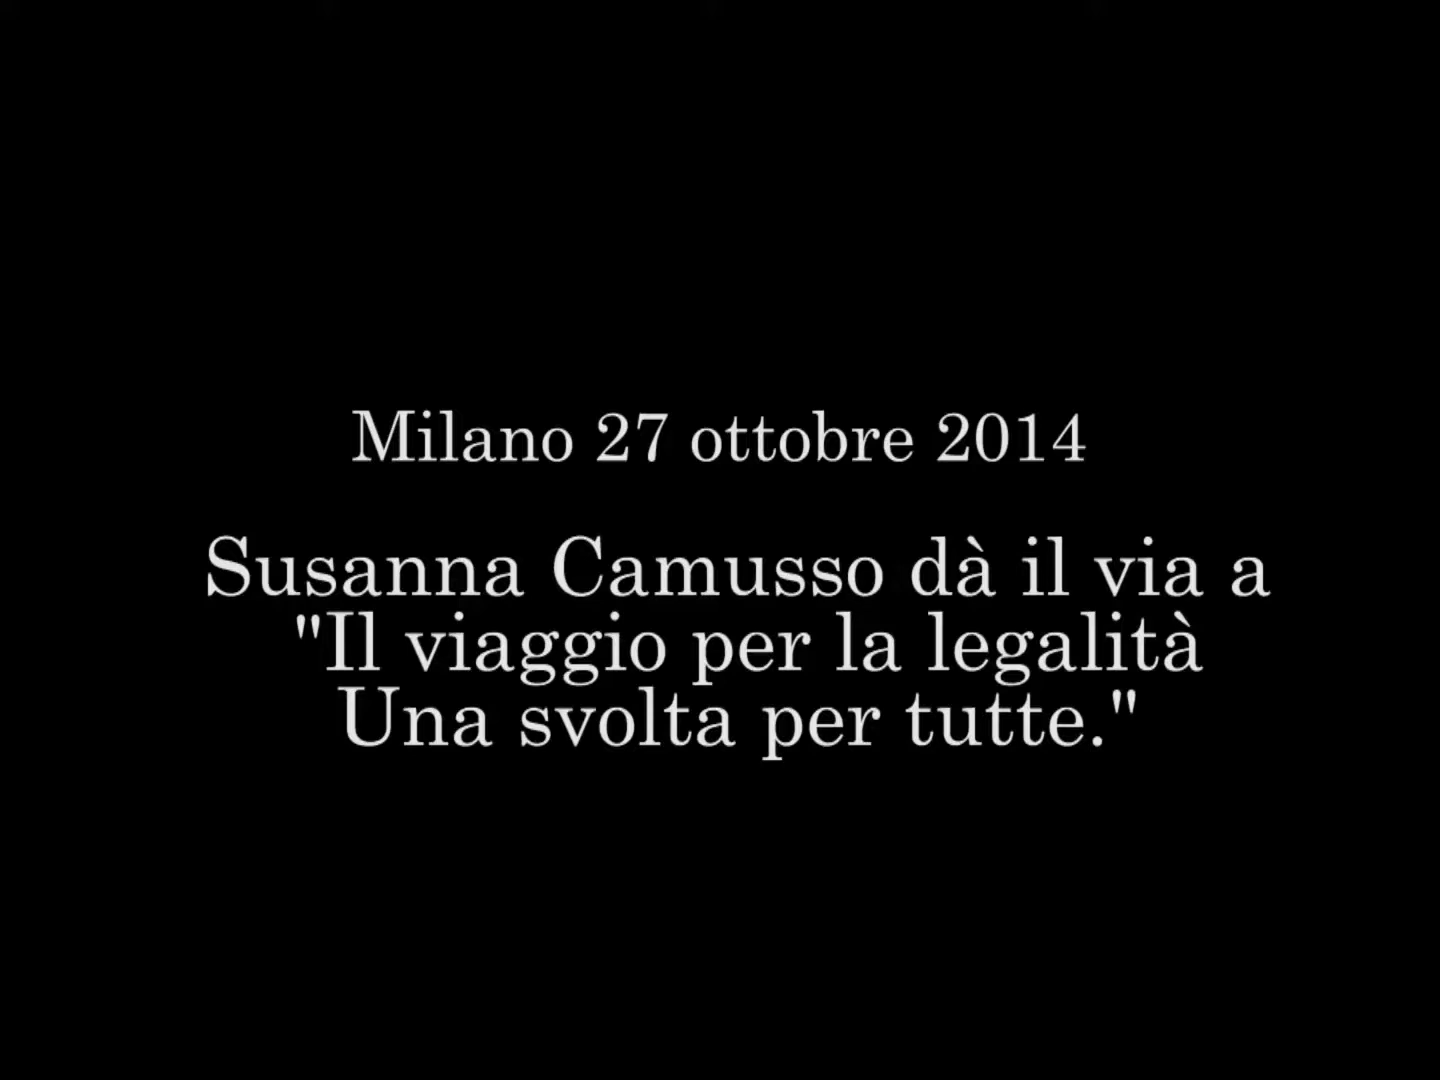 Milano 27 ottobre 2014
Susanna Camusso dà il via a
"Il viaggio per la legalità
Una svolta per tutte."